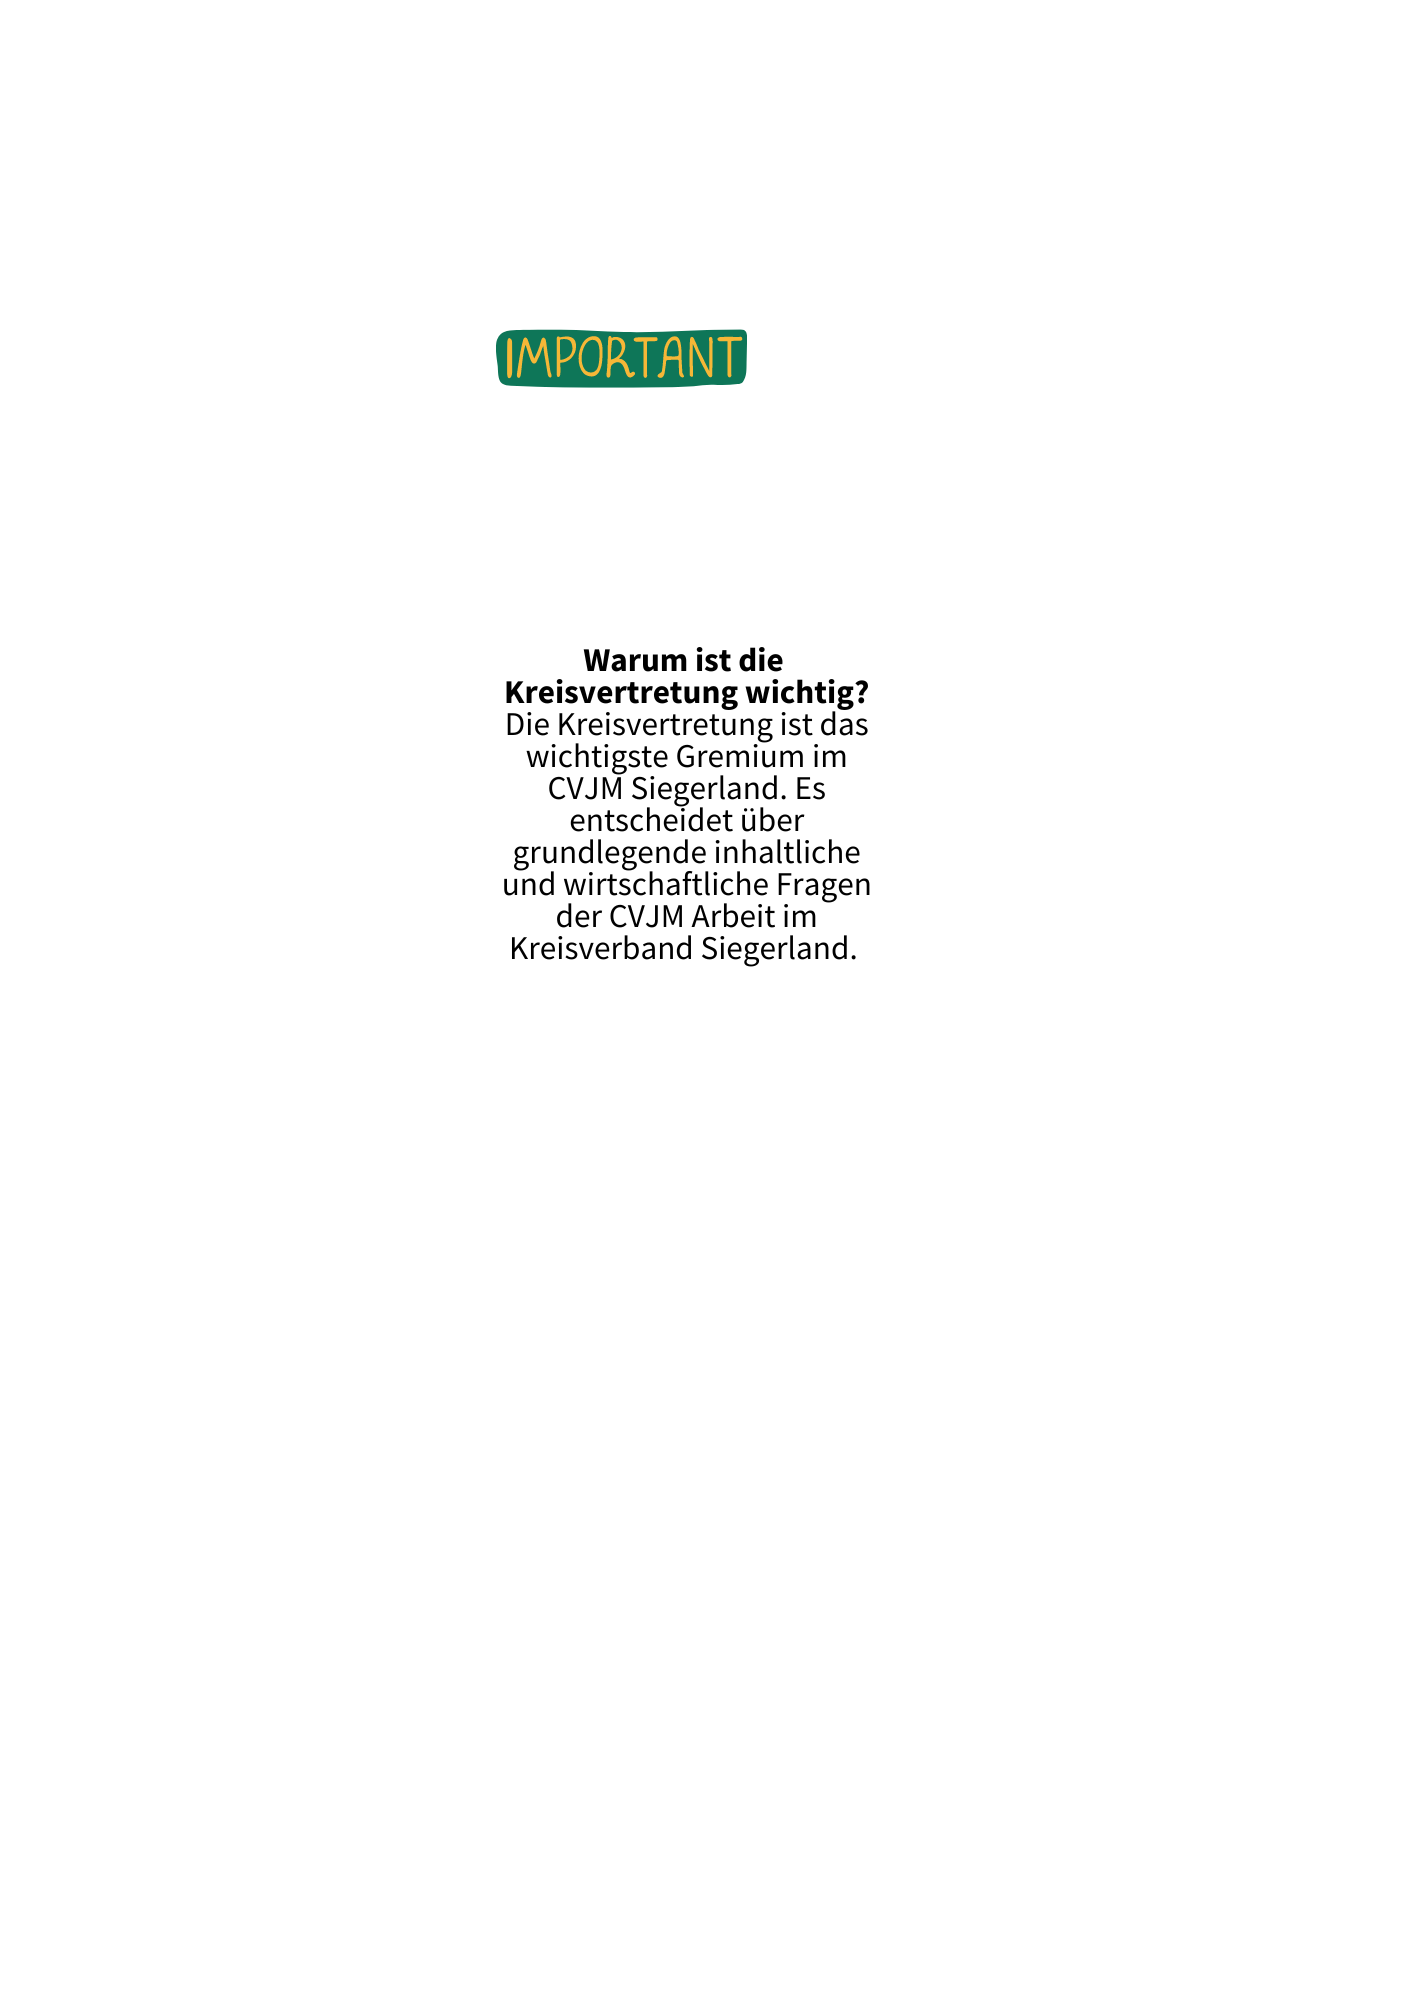 IMPORTANT
Warum ist die
Kreisvertretung wichtig?
Die Kreisvertretung ist das
wichtigste Gremium im
CVJM Siegerland. Es
entscheidet über
grundlegende inhaltliche
und wirtschaftliche Fragen
der CVJM Arbeit im
Kreisverband Siegerland.